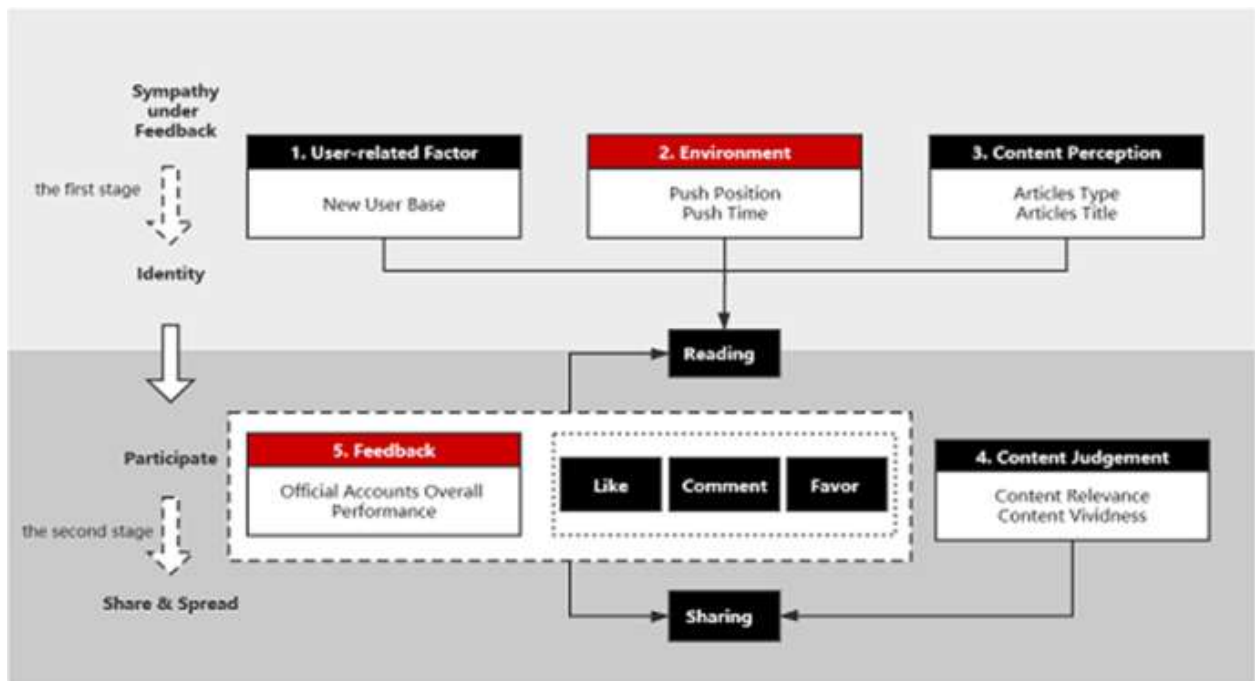 Sympathy
under
Feedback
the first stage
Identity
1. User-related Factor
New User Base
2. Environment
Push Position
Push Time
3. Content Perception
Articles Type
Articles Title
Reading
Participate
the second stage
Share & Spread
5. Feedback
Official Accounts Overall
Performance
Like
Comment
Favor
4. Content Judgement
Content Relevance
Content Vividness
Sharing